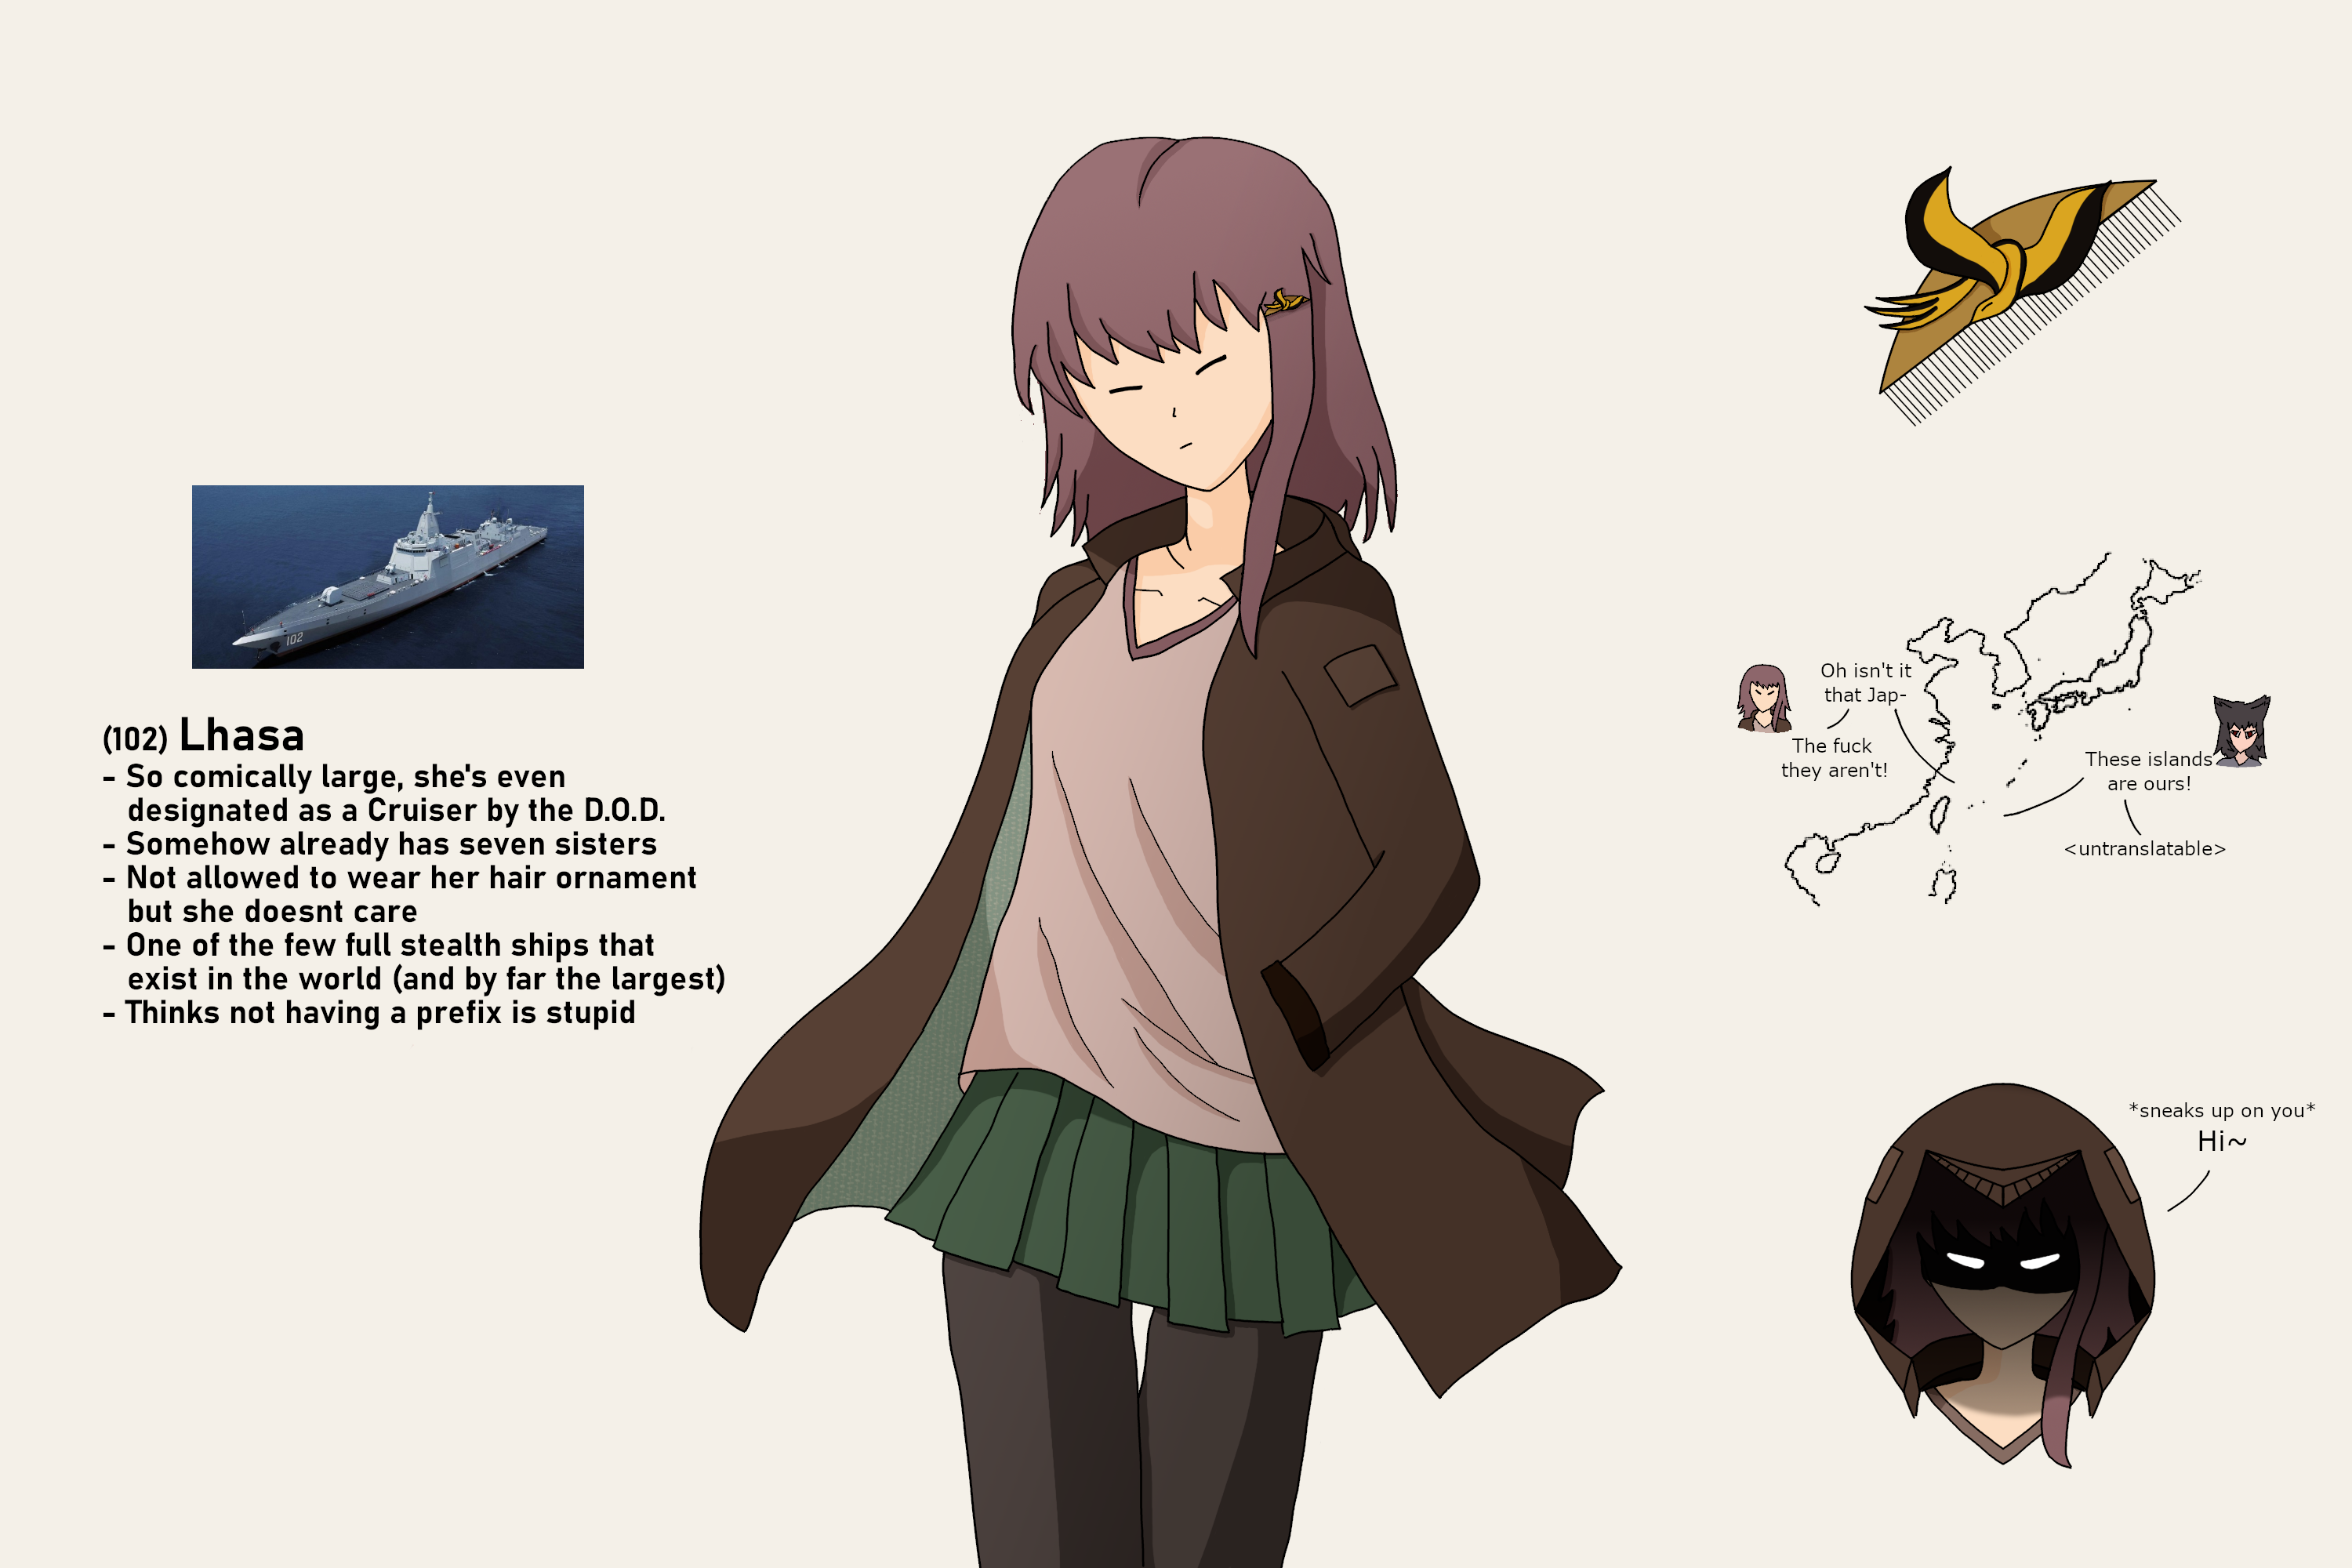 102
(102) Lhasa
- So comically large, she's even
designated as a Cruiser by the D.O.D.
- Somehow already has seven sisters
- Not allowed to wear her hair ornament
but she doesnt care
- One of the few full stealth ships that
exist in the world (and by far the largest)
- Thinks not having a prefix is stupid
Oh isn't it
that Jap-
The fuck
they aren't!
These islands
are ours!
<untranslatable>
*sneaks up on you*
Hi~